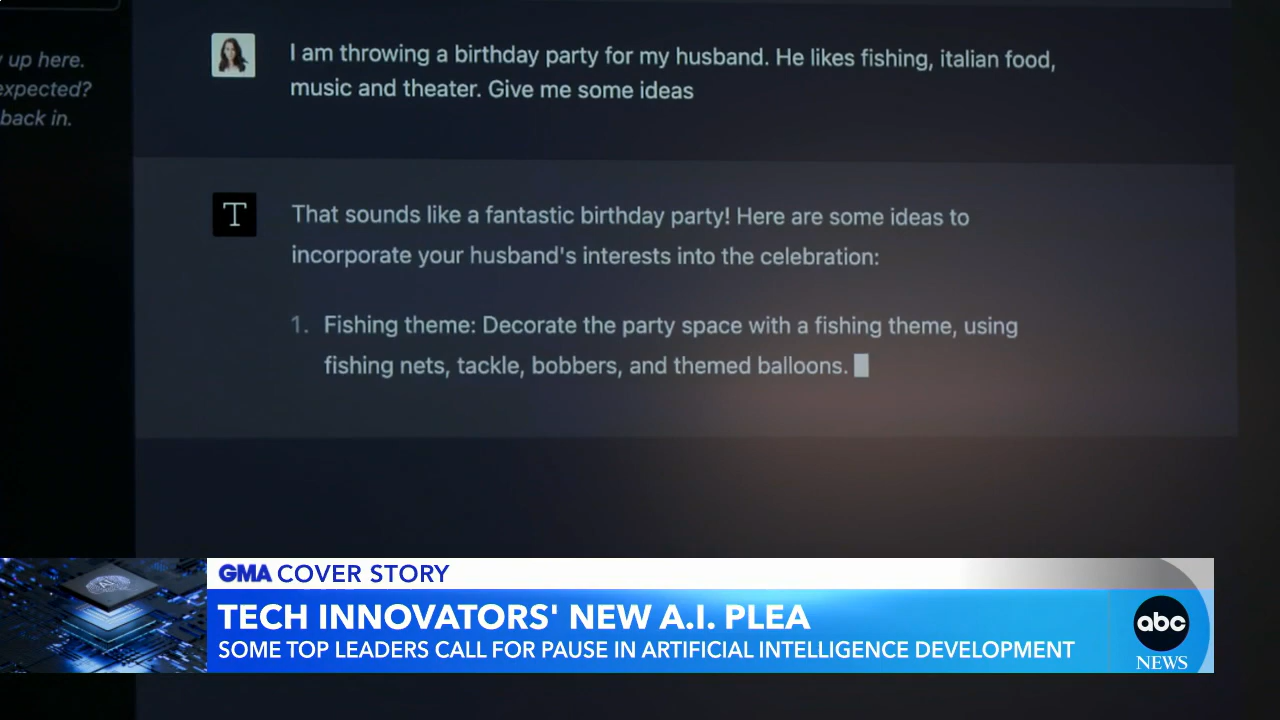 up here.
expected?
back in.
I am throwing a birthday party for my husband. He likes fishing, italian food,
music and theater. Give me some ideas
T
That sounds like a fantastic birthday party! Here are some ideas to
incorporate your husband's interests into the celebration:
1. Fishing theme: Decorate the party space with a fishing theme, using
fishing nets, tackle, bobbers, and themed balloons.
AI
GMA COVER STORY
TECH INNOVATORS' NEW A.I. PLEA
SOME TOP LEADERS CALL FOR PAUSE IN ARTIFICIAL INTELLIGENCE DEVELOPMENT
abc
NEWS